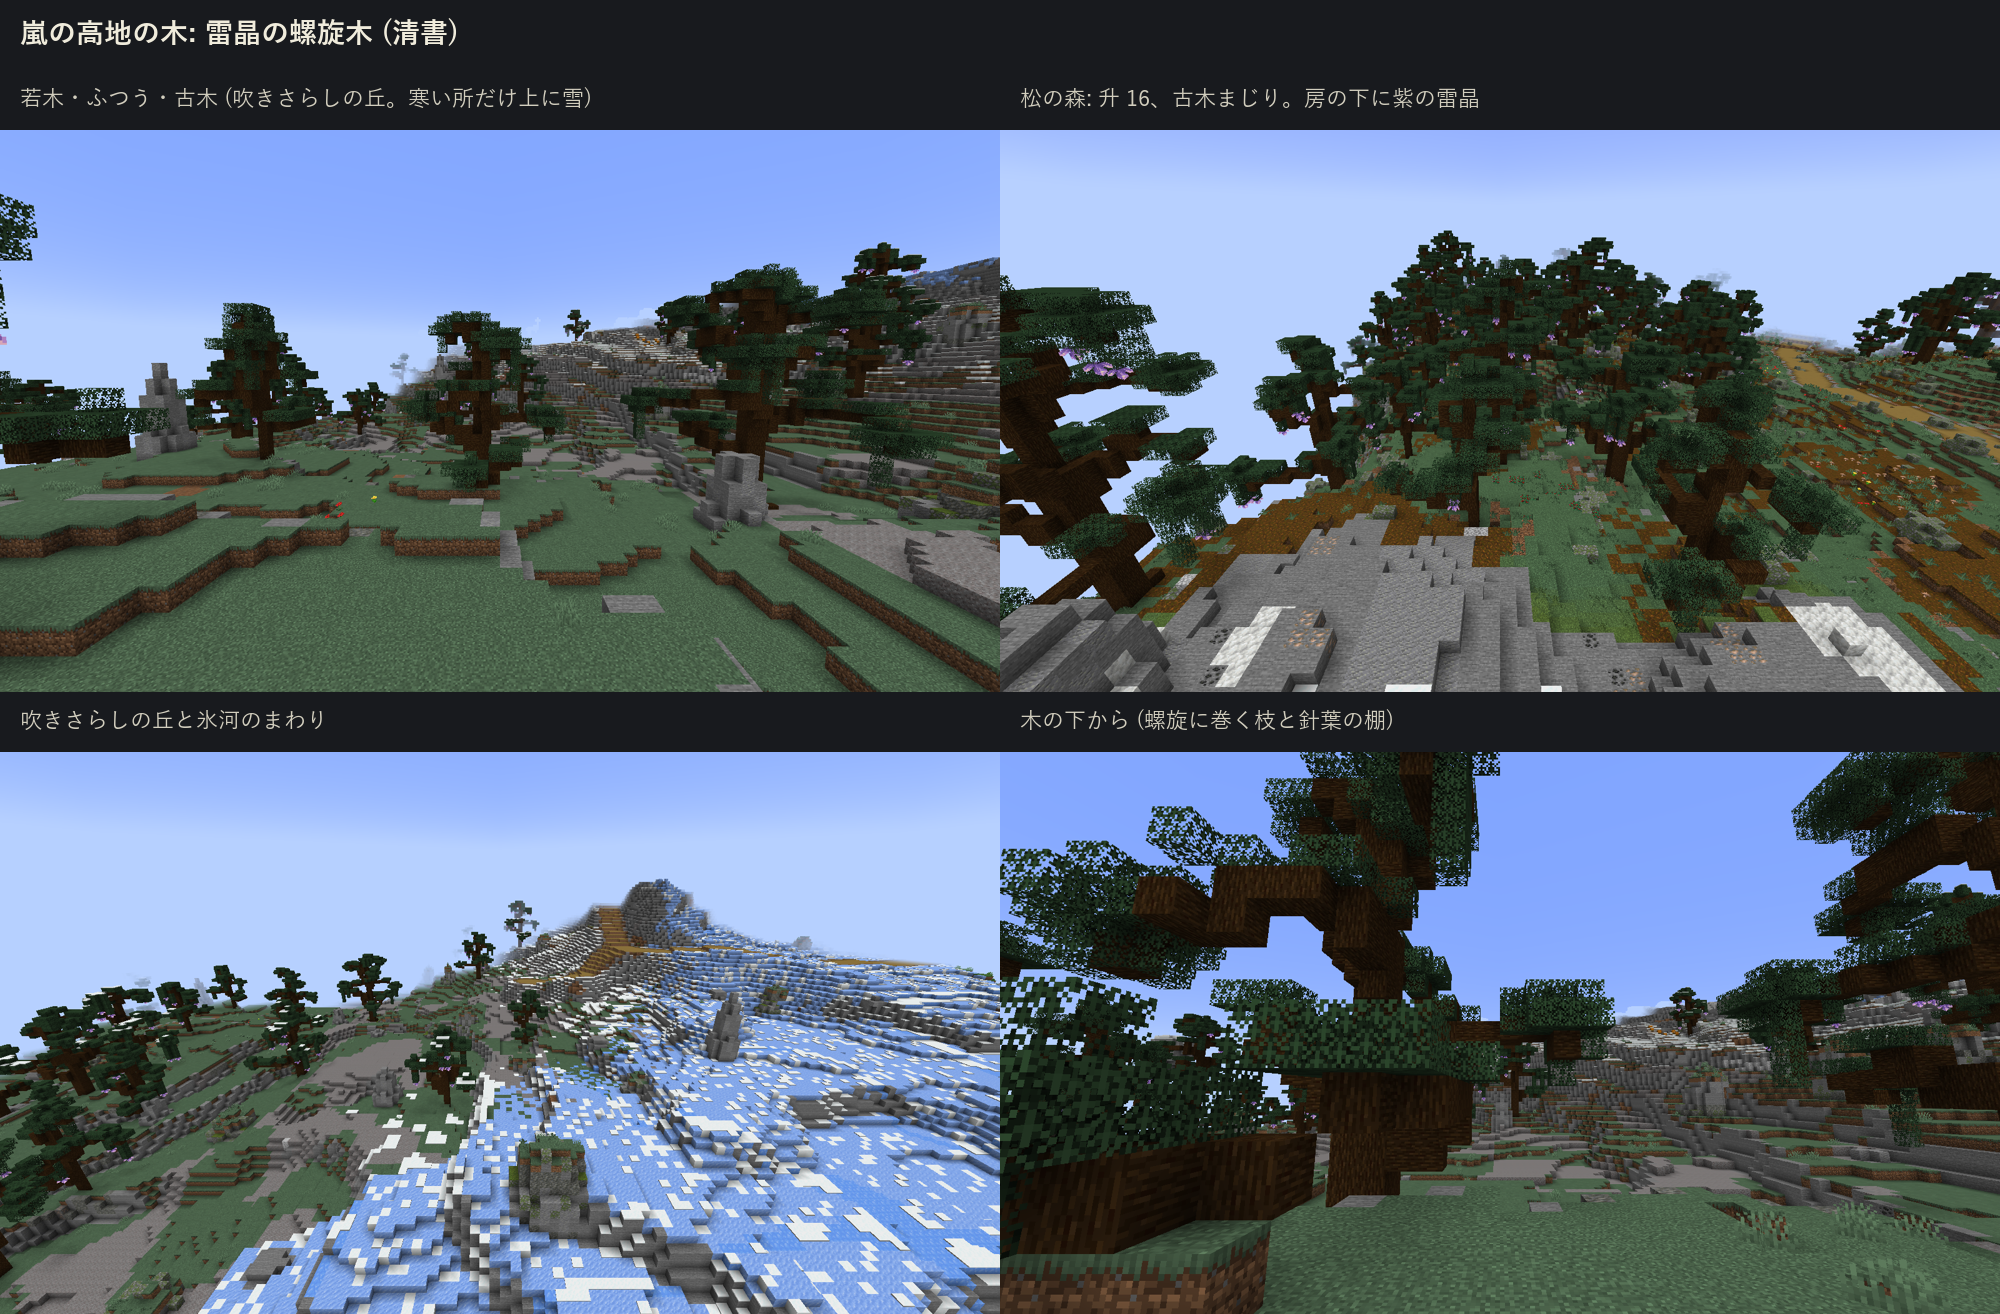 嵐の高地の木: 雷晶の螺旋木 (清書)
若木・ふつう・古木 (吹きさらしの丘。寒い所だけ上に雪)
松の森: 升 16、古木まじり。房の下に紫の雷晶
吹きさらしの丘と氷河のまわり
木の下から (螺旋に巻く枝と針葉の棚)